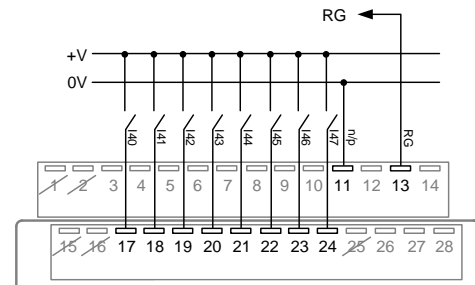 RG
+V
0V
I40 I41 I42 I43 I44 I45 I46 I47 n/p RG
1 2 3 4 5 6 7 8 9 10 11 12 13 14
15 16 17 18 19 20 21 22 23 24 25 26 27 28